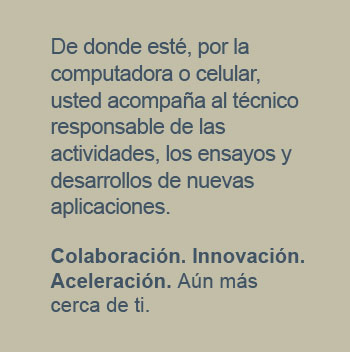 De donde esté, por la
computadora o celular,
usted acompaña al técnico
responsable de las
actividades, los ensayos y
desarrollos de nuevas
aplicaciones.
Colaboración. Innovación.
Aceleración. Aún más
cerca de ti.